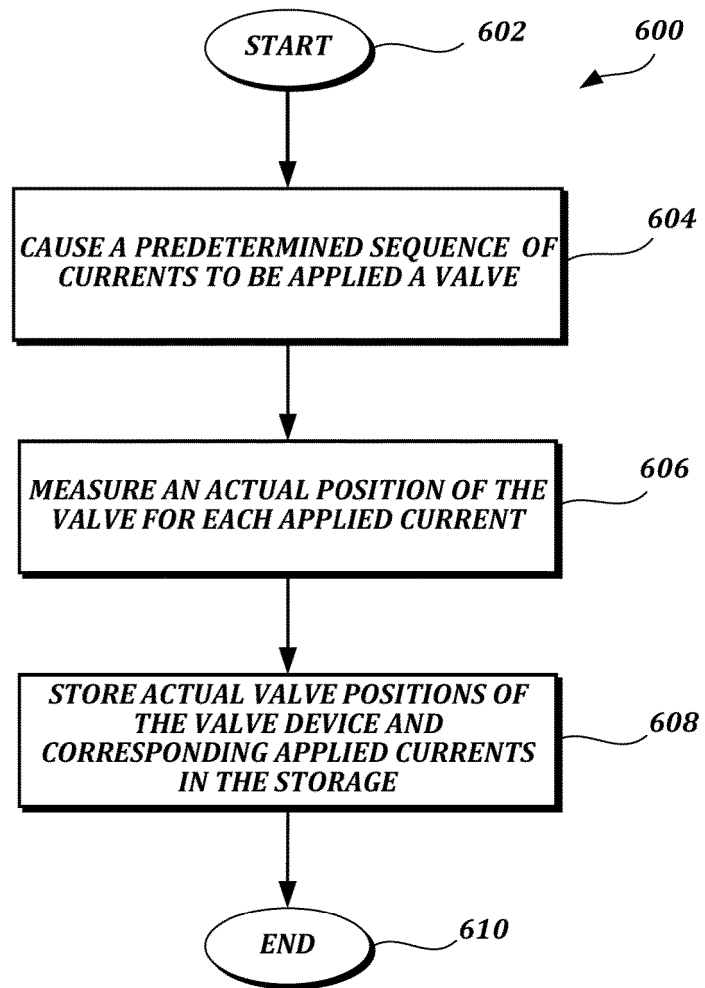 START
602
600
CAUSE A PREDETERMINED SEQUENCE OF
CURRENTS TO BE APPLIED A VALVE
604
MEASURE AN ACTUAL POSITION OF THE
VALVE FOR EACH APPLIED CURRENT
606
STORE ACTUAL VALVE POSITIONS OF
THE VALVE DEVICE AND
CORRESPONDING APPLIED CURRENTS
IN THE STORAGE
608
END
610